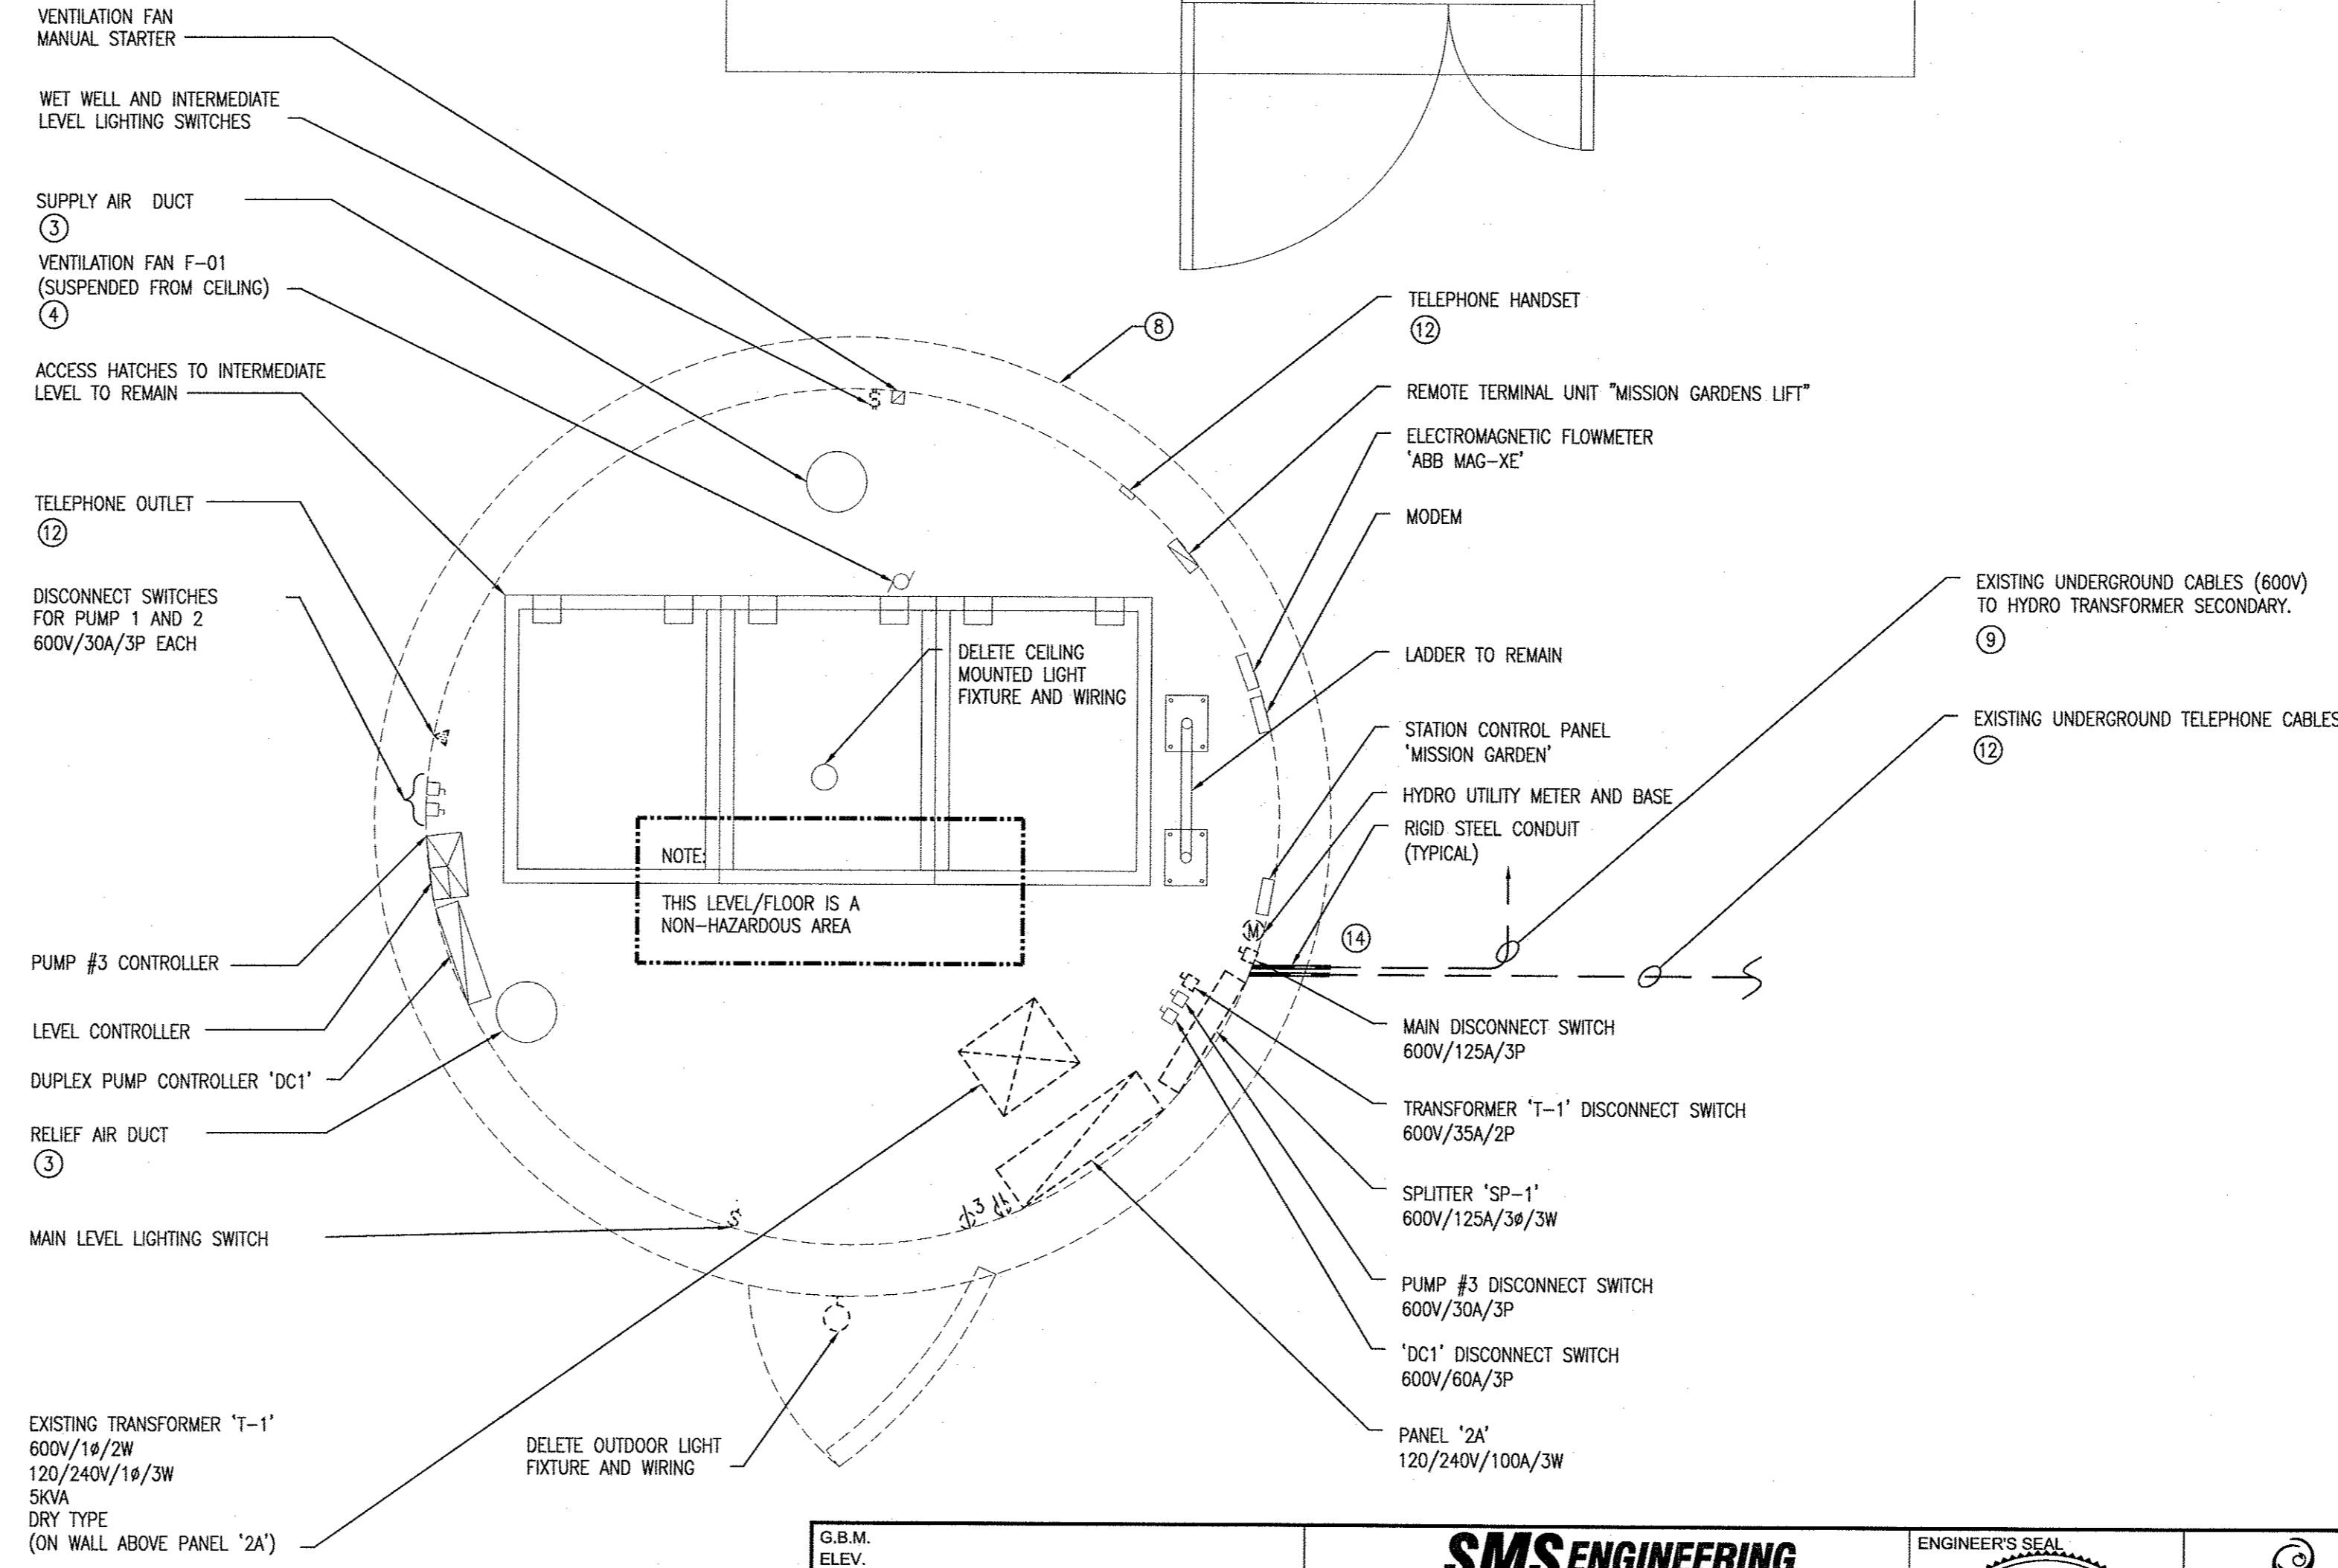 VENTILATION FAN
MANUAL STARTER
WET WELL AND INTERMEDIATE
LEVEL LIGHTING SWITCHES
SUPPLY AIR DUCT
3
VENTILATION FAN F-01
(SUSPENDED FROM CEILING)
4
ACCESS HATCHES TO INTERMEDIATE
LEVEL TO REMAIN
TELEPHONE OUTLET
12
DISCONNECT SWITCHES
FOR PUMP 1 AND 2
600V/30A/3P EACH
PUMP #3 CONTROLLER
LEVEL CONTROLLER
DUPLEX PUMP CONTROLLER 'DC1'
RELIEF AIR DUCT
3
MAIN LEVEL LIGHTING SWITCH
EXISTING TRANSFORMER 'T-1'
600V/1ø/2W
120/240V/1ø/3W
5KVA
DRY TYPE
(ON WALL ABOVE PANEL '2A')
8
S
DELETE CEILING
MOUNTED LIGHT
FIXTURE AND WIRING
NOTE:
THIS LEVEL/FLOOR IS A
NON-HAZARDOUS AREA
M
14
S
3
DELETE OUTDOOR LIGHT
FIXTURE AND WIRING
TELEPHONE HANDSET
12
REMOTE TERMINAL UNIT "MISSION GARDENS LIFT"
ELECTROMAGNETIC FLOWMETER
'ABB MAG-XE'
MODEM
LADDER TO REMAIN
STATION CONTROL PANEL
'MISSION GARDEN'
HYDRO UTILITY METER AND BASE
RIGID STEEL CONDUIT
(TYPICAL)
MAIN DISCONNECT SWITCH
600V/125A/3P
TRANSFORMER 'T-1' DISCONNECT SWITCH
600V/35A/2P
SPLITTER 'SP-1'
600V/125A/3ø/3W
PUMP #3 DISCONNECT SWITCH
600V/30A/3P
'DC1' DISCONNECT SWITCH
600V/60A/3P
PANEL '2A'
120/240V/100A/3W
EXISTING UNDERGROUND CABLES (600V)
TO HYDRO TRANSFORMER SECONDARY.
9
EXISTING UNDERGROUND TELEPHONE CABLES
12
G.B.M.
ELEV.
SMS ENGINEERING
ENGINEER'S SEAL